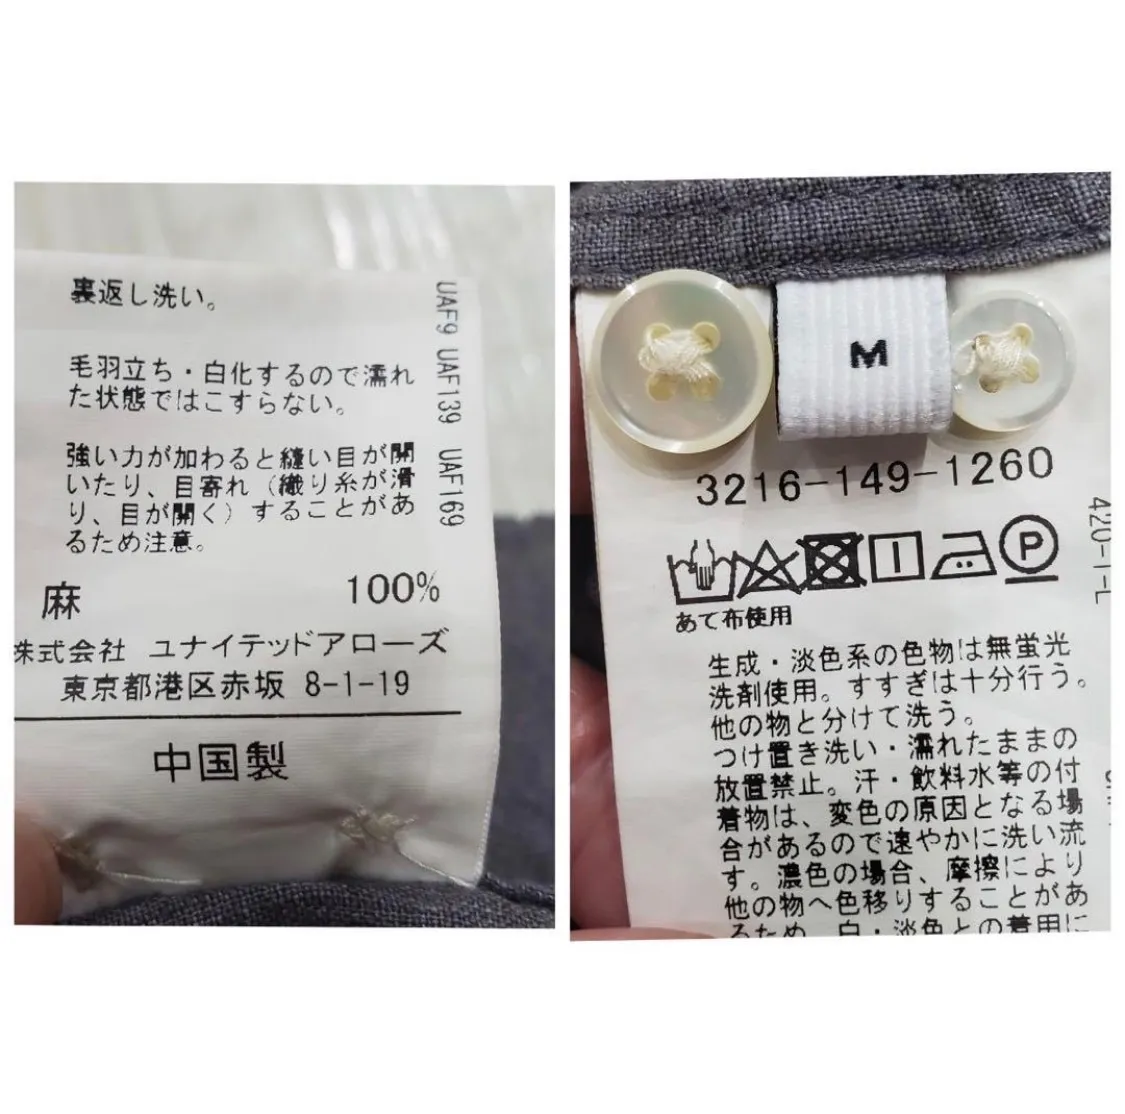 裏返し洗い。
毛羽立ち・白化するので濡れ
た状態ではこすらない。
強い力が加わると縫い目が開
いたり、目寄れ（織り糸が滑
り、目が開く）することがあ
るため注意。
麻 100%
株式会社 ユナイテッドアローズ
東京都港区赤坂 8-1-19
中国製
UAF9 UAF139 UAF169
M
3216-149-1260
P
あて布使用
生成・淡色系の色物は無蛍光
洗剤使用。すすぎは十分行う。
他の物と分けて洗う。
つけ置き洗い・濡れたままの
放置禁止。汗・飲料水等の付
着物は、変色の原因となる場
合があるので速やかに洗い流
す。濃色の場合、摩擦により
他の物へ色移りすることがあ
るため、白・淡色との着用に
420-I-L